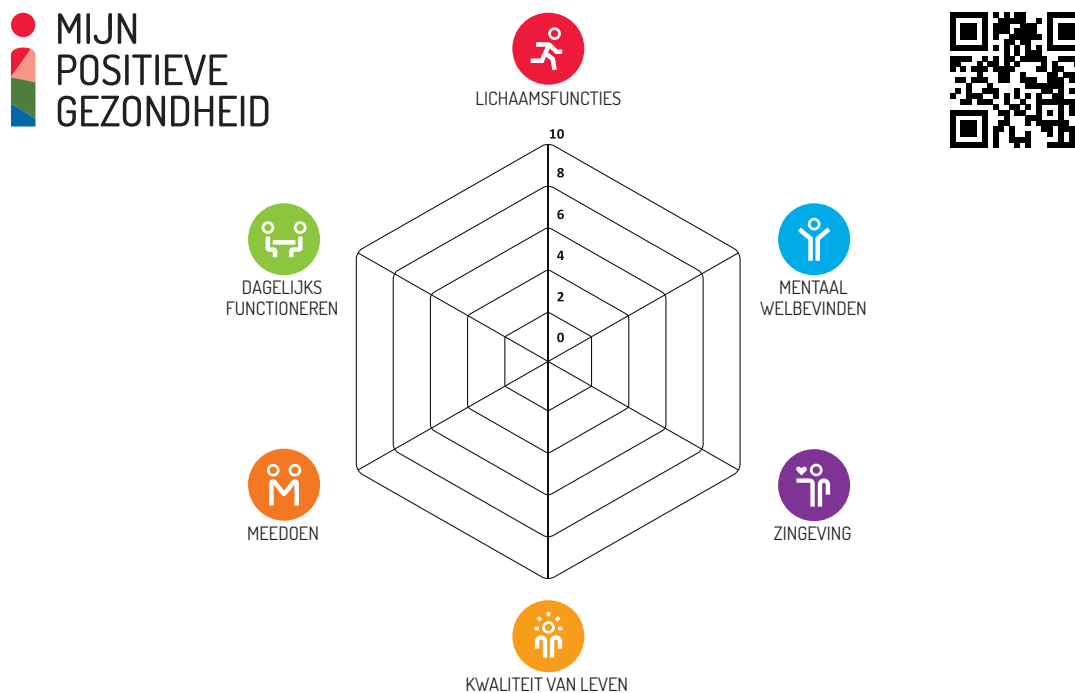 MIJN
POSITIEVE
GEZONDHEID
LICHAAMSFUNCTIES
10
8
6
4
2
0
DAGELIJKS
FUNCTIONEREN
MENTAAL
WELBEVINDEN
MEEDOEN
ZINGEVING
KWALITEIT VAN LEVEN